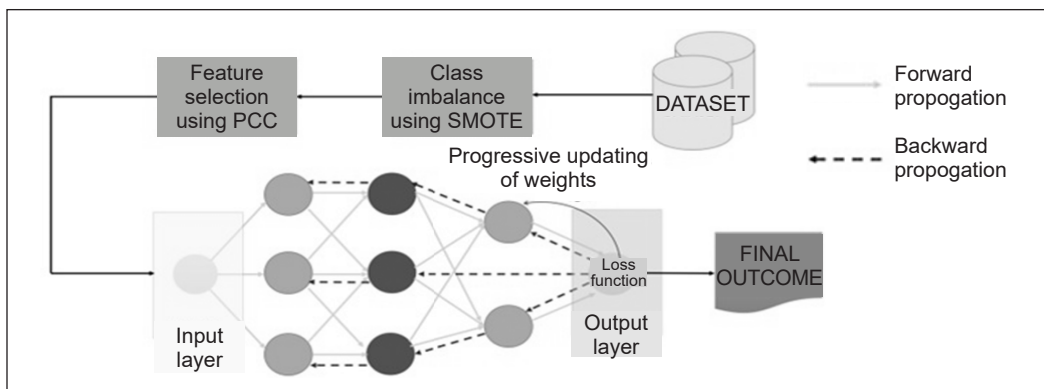 Feature
selection
using PCC
Class
imbalance
using SMOTE
DATASET
Forward
propogation
Backward
propogation
Progressive updating
of weights
Input
layer
Loss
function
Output
layer
FINAL
OUTCOME